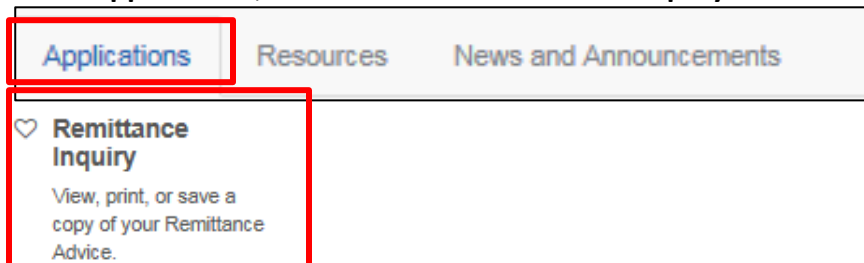 Applications Resources News and Announcements
Remittance
Inquiry
View, print, or save a
copy of your Remittance
Advice.